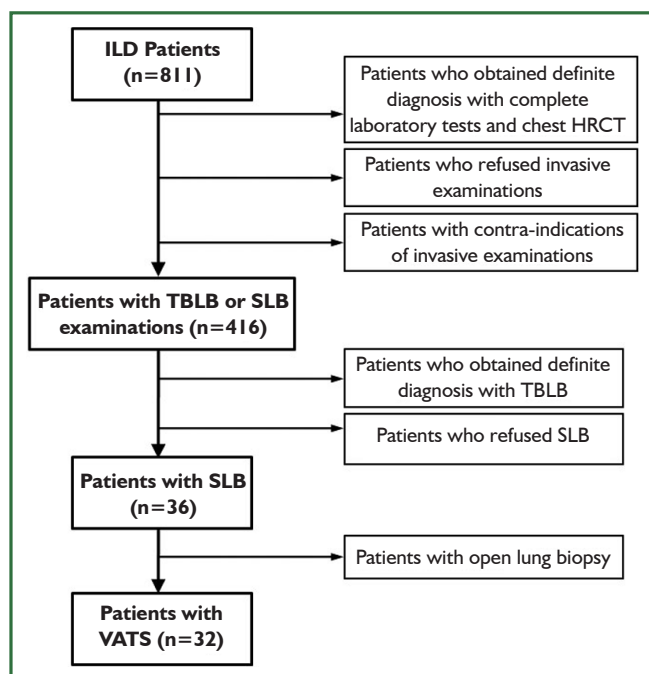 ILD Patients
(n=811)
Patients who obtained definite
diagnosis with complete
laboratory tests and chest HRCT
Patients who refused invasive
examinations
Patients with contra-indications
of invasive examinations
Patients with TBLB or SLB
examinations (n=416)
Patients who obtained definite
diagnosis with TBLB
Patients who refused SLB
Patients with SLB
(n=36)
Patients with open lung biopsy
Patients with
VATS (n=32)